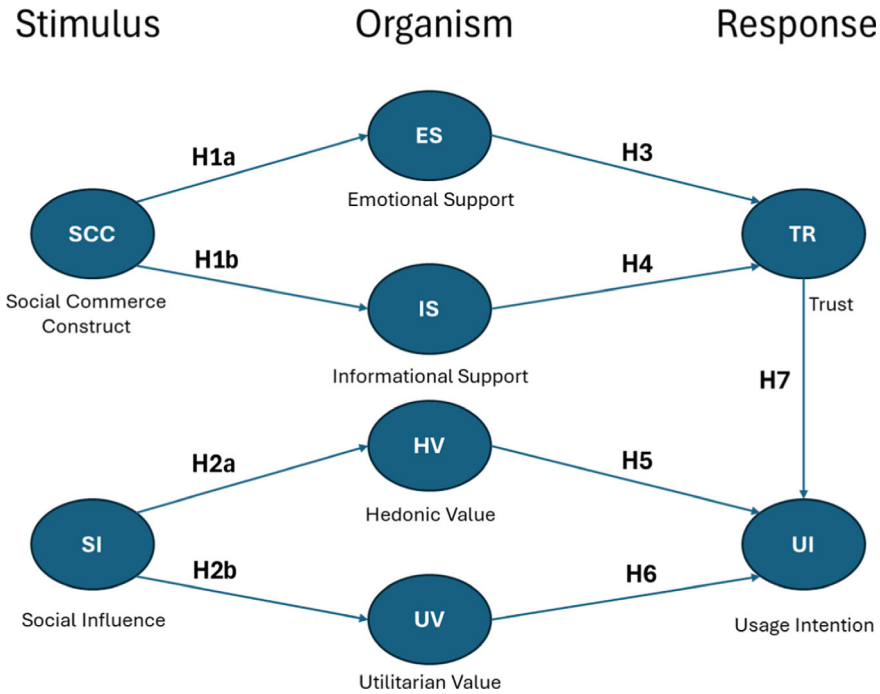 Stimulus
Organism
Response
ES
H1a
H3
Emotional Support
SCC
TR
H1b
H4
Social Commerce
Construct
IS
Trust
Informational Support
H7
HV
H2a
H5
Hedonic Value
SI
UI
H2b
H6
Social Influence
UV
Usage Intention
Utilitarian Value